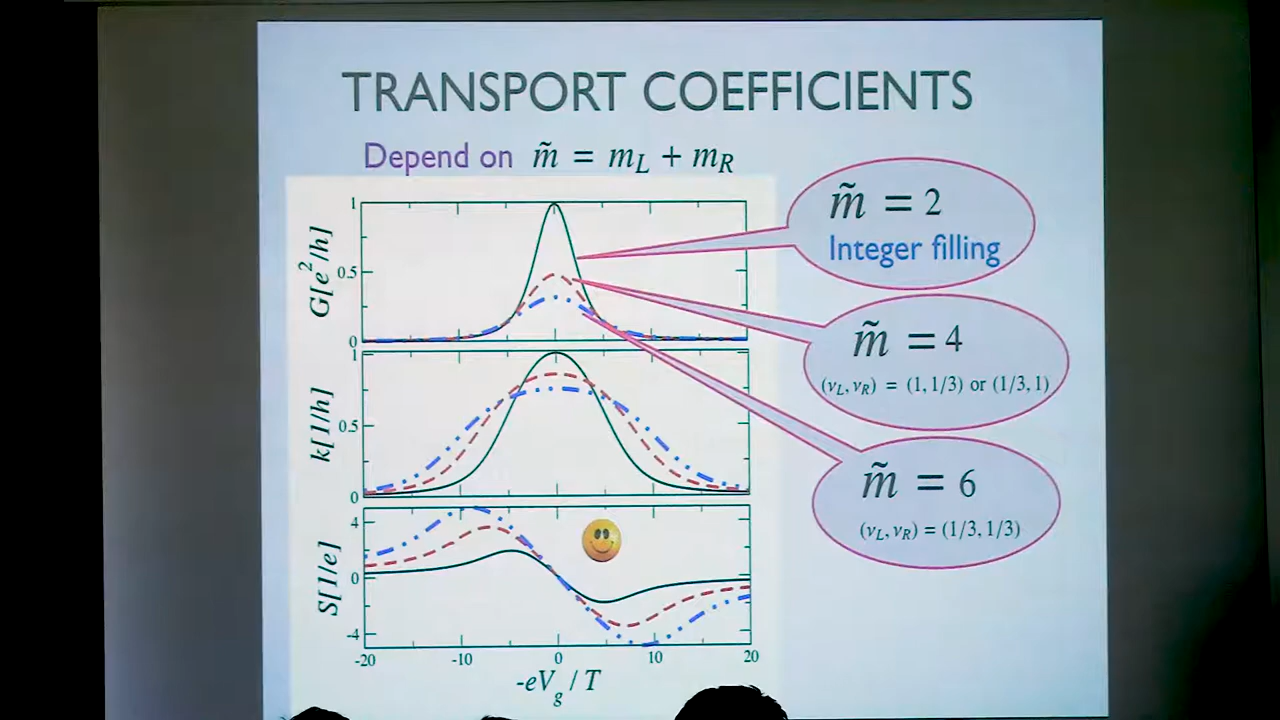 TRANSPORT COEFFICIENTS
Depend on m̃ = m_L + m_R
m̃ = 2
Integer filling
m̃ = 4
(ν_L, ν_R) = (1, 1/3) or (1/3, 1)
m̃ = 6
(ν_L, ν_R) = (1/3, 1/3)
G[e²/h]
1
0.5
0
k[1/h]
1
0.5
0
S[1/e]
4
0
-4
-20 -10 0 10 20
-eV_g / T